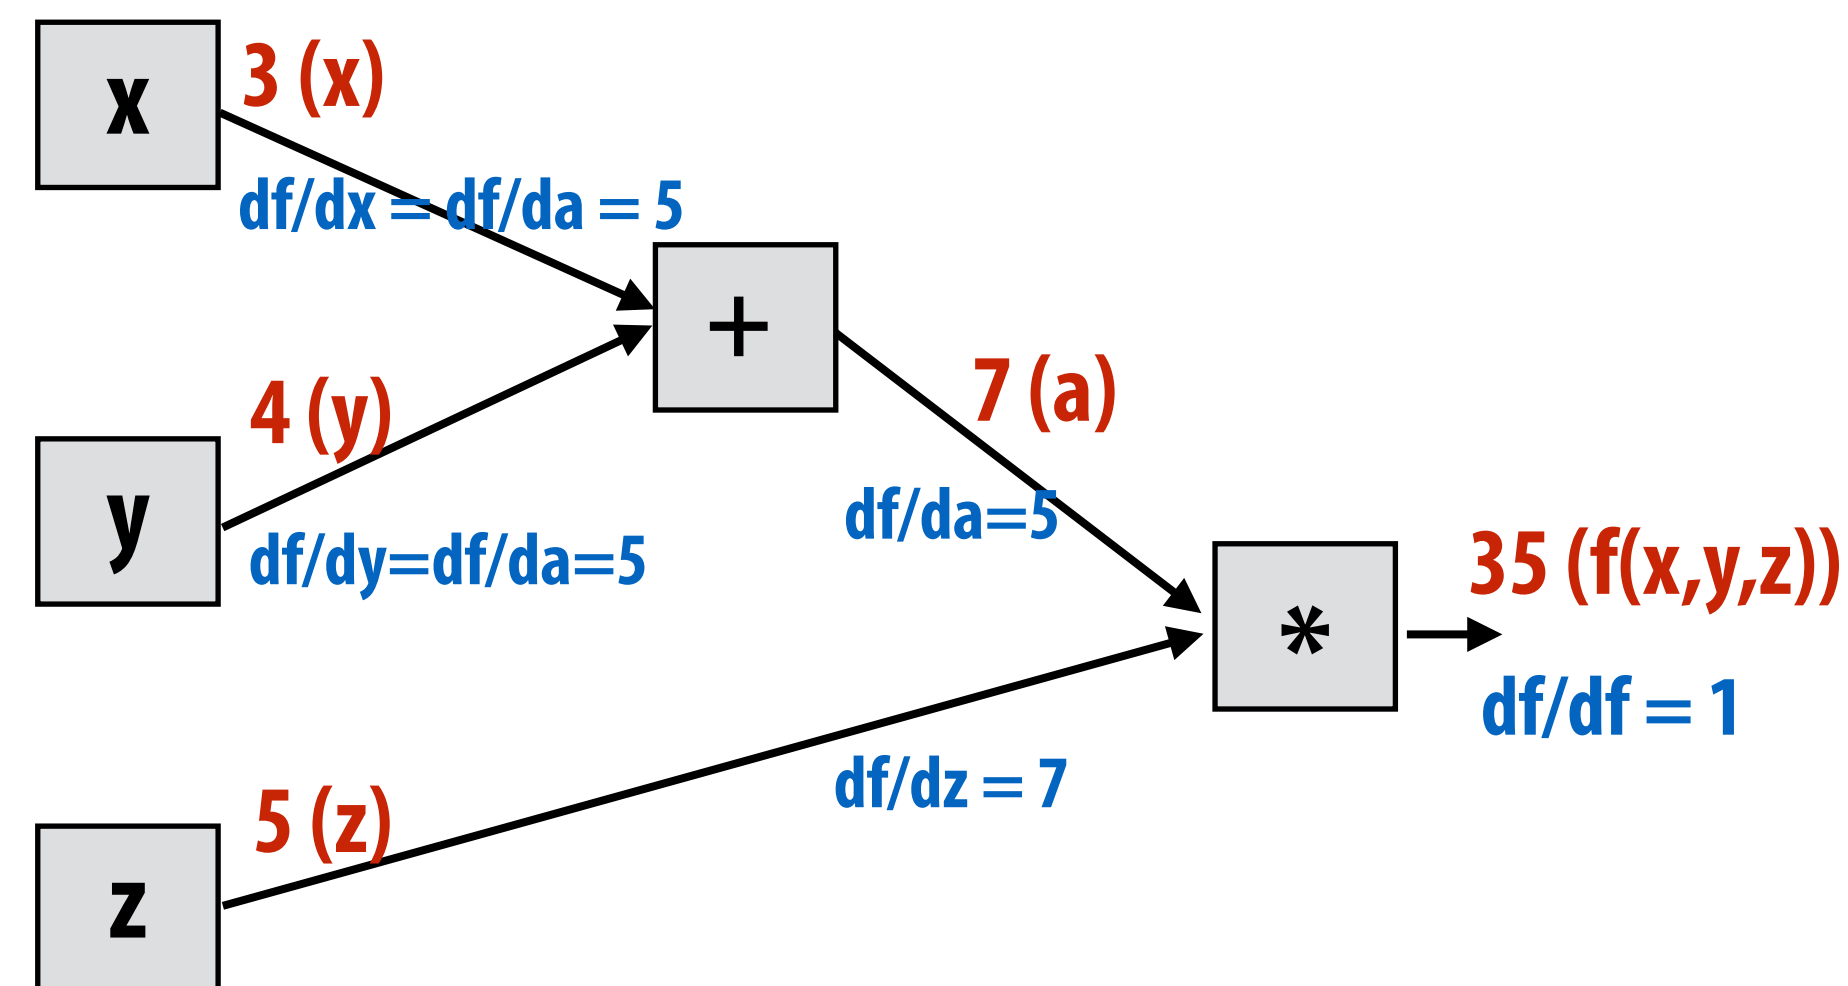 x
3 (x)
df/dx = df/da = 5
+
4 (y)
7 (a)
y
df/da=5
df/dy=df/da=5
*
35 (f(x,y,z))
df/df = 1
df/dz = 7
5 (z)
z